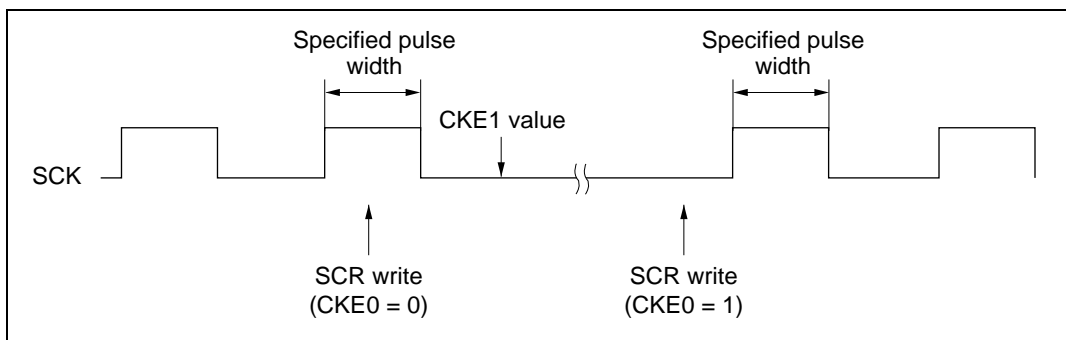 Specified pulse
width
Specified pulse
width
CKE1 value
SCK
SCR write
(CKE0 = 0)
SCR write
(CKE0 = 1)